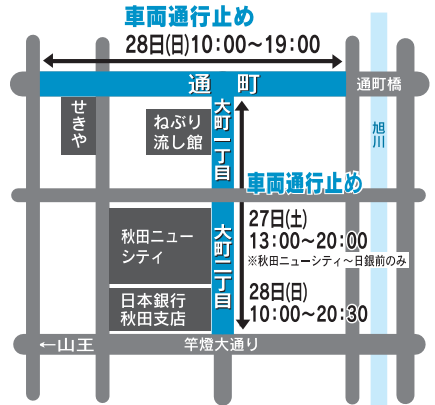 車両通行止め
28日(日)10:00～19:00
通町
通町橋
せきや
ねぶり
流し館
大町一丁目
旭川
車両通行止め
27日(土)
13:00～20:00
※秋田ニューシティ～日銀前のみ
28日(日)
10:00～20:30
秋田ニュー
シティ
大町二丁目
日本銀行
秋田支店
←山王
竿燈大通り